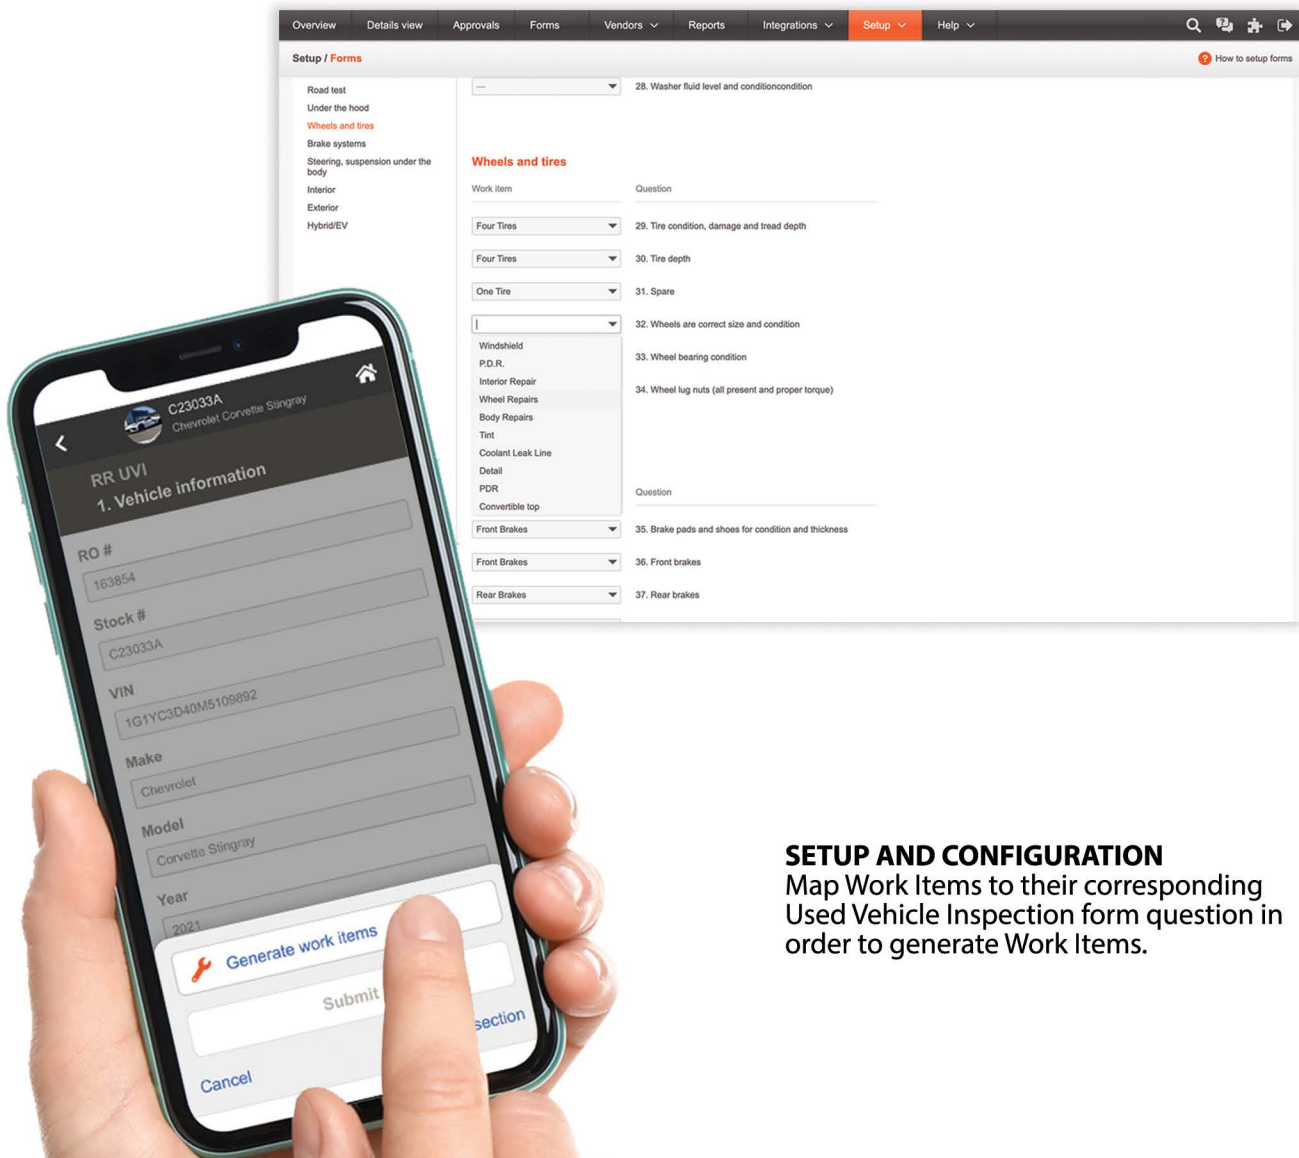 Overview Details view Approvals Forms Vendors Reports Integrations Setup Help
Setup / Forms
How to setup forms
Road test
Under the hood
Wheels and tires
Brake systems
Steering, suspension under the
body
Interior
Exterior
Hybrid/EV
— 28. Washer fluid level and conditioncondition
Wheels and tires
Work item Question
Four Tires 29. Tire condition, damage and tread depth
Four Tires 30. Tire depth
One Tire 31. Spare
32. Wheels are correct size and condition
33. Wheel bearing condition
34. Wheel lug nuts (all present and proper torque)
Windshield
P.D.R.
Interior Repair
Wheel Repairs
Body Repairs
Tint
Coolant Leak Line
Detail
PDR
Convertible top
Question
Front Brakes 35. Brake pads and shoes for condition and thickness
Front Brakes 36. Front brakes
Rear Brakes 37. Rear brakes
C23033A
Chevrolet Corvette Stingray
RR UVI
1. Vehicle information
RO #
163854
Stock #
C23033A
VIN
1G1YC3D40M5109892
Make
Chevrolet
Model
Corvette Stingray
Year
2021
Generate work items
Submit
section
Cancel
SETUP AND CONFIGURATION
Map Work Items to their corresponding
Used Vehicle Inspection form question in
order to generate Work Items.